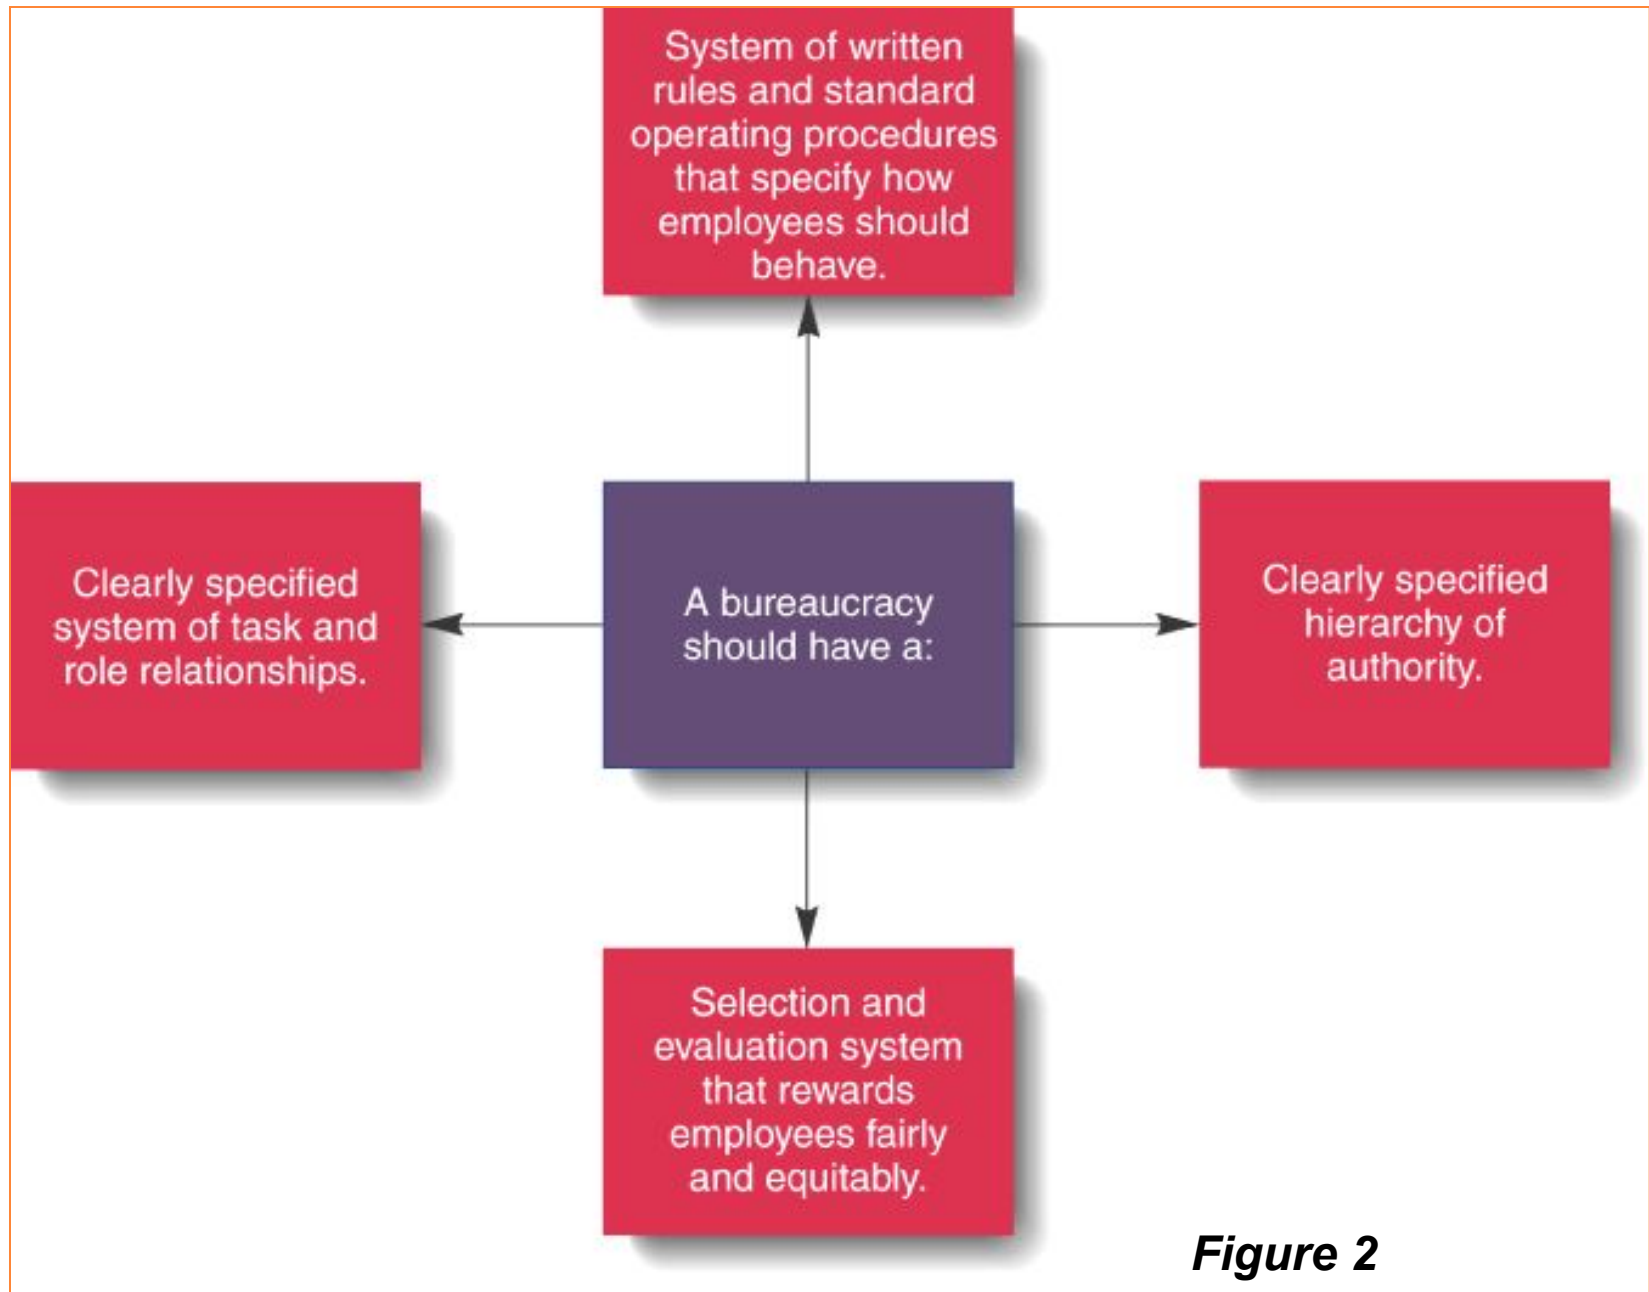 System of written
rules and standard
operating procedures
that specify how
employees should
behave.
Clearly specified
system of task and
role relationships.
A bureaucracy
should have a:
Clearly specified
hierarchy of
authority.
Selection and
evaluation system
that rewards
employees fairly
and equitably.
Figure 2